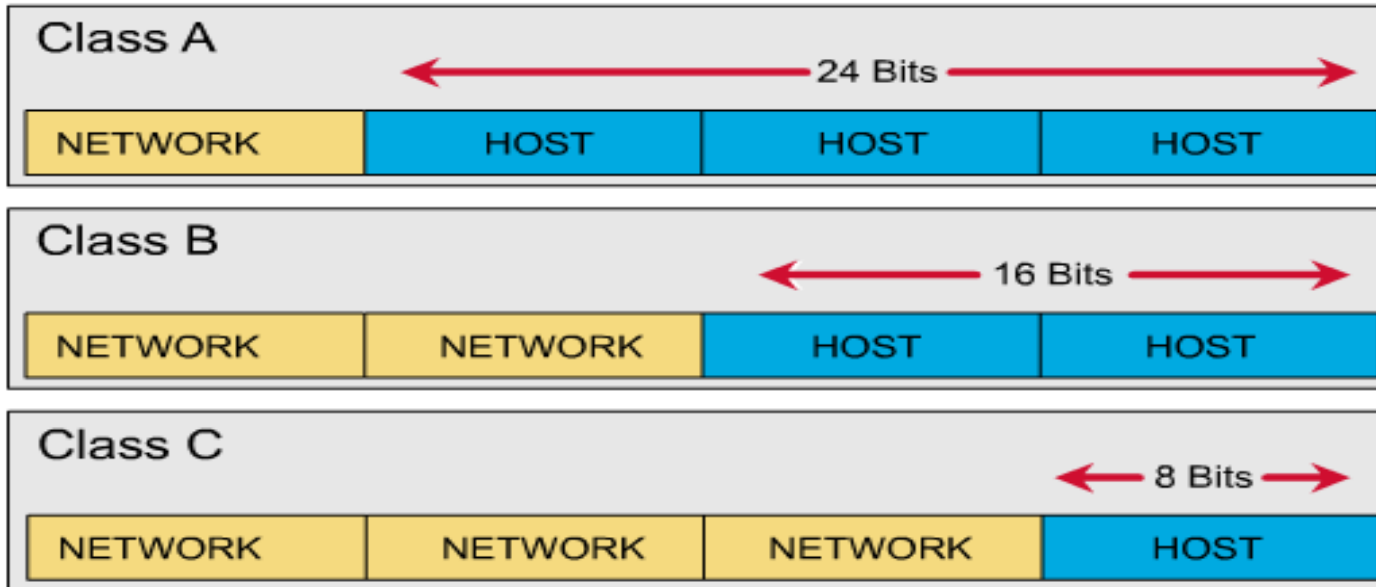 Class A
24 Bits
NETWORK HOST HOST HOST
Class B
16 Bits
NETWORK NETWORK HOST HOST
Class C
8 Bits
NETWORK NETWORK NETWORK HOST